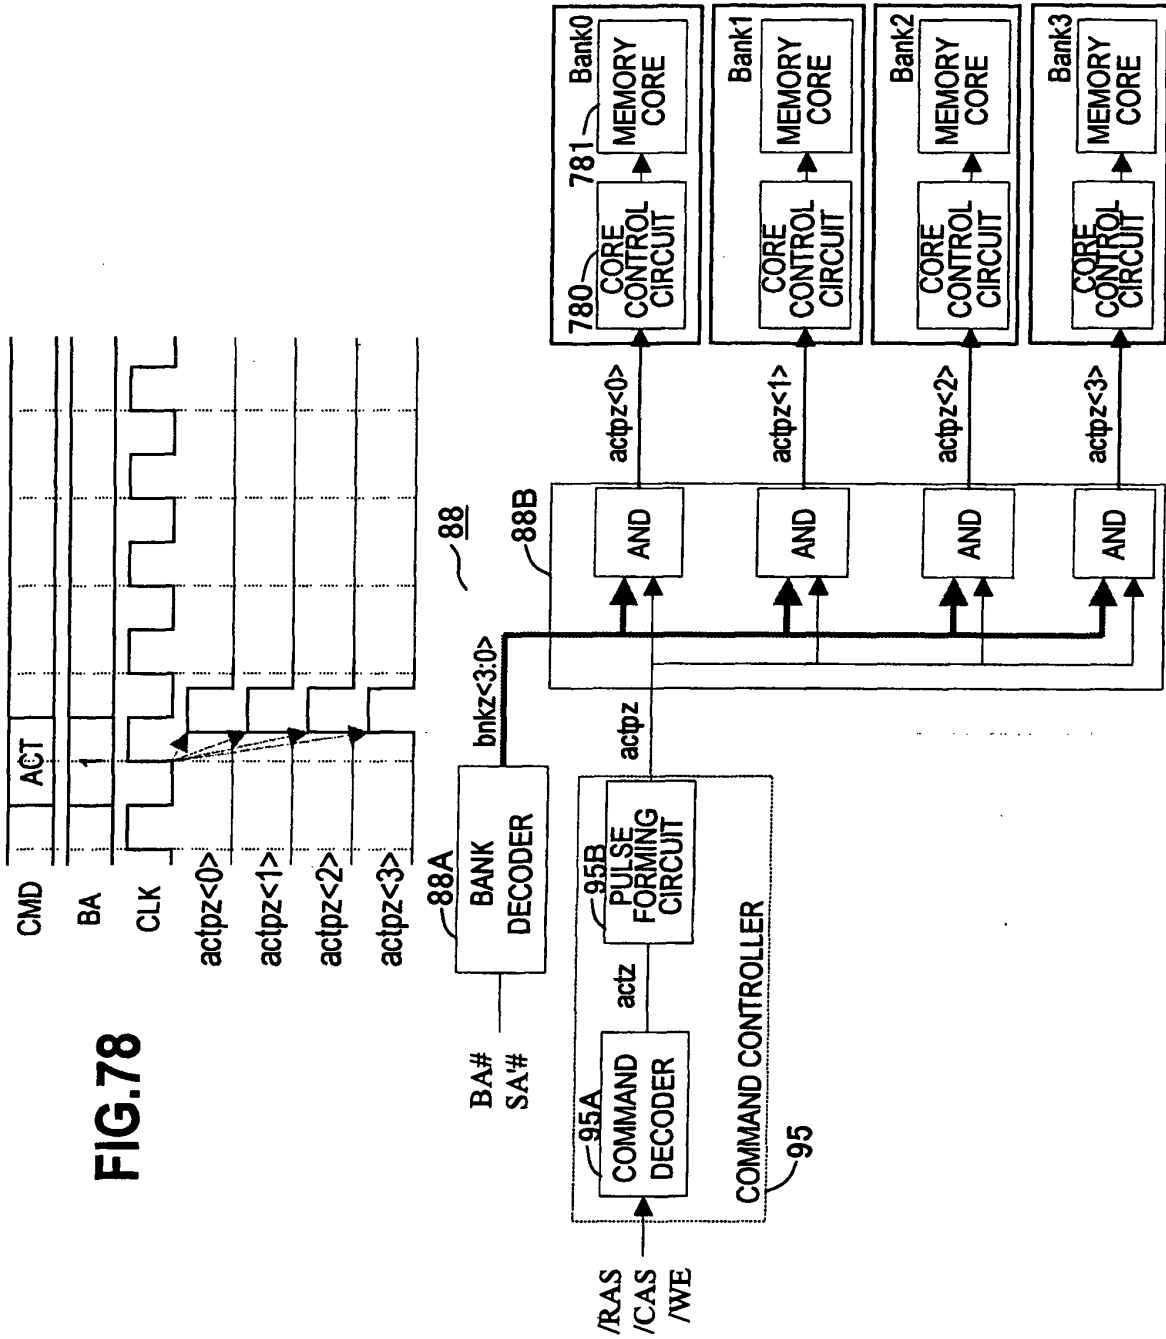 FIG.78
CMD
ACT
BA
1
CLK
actpz<0>
actpz<1>
actpz<2>
actpz<3>
88
BA#
SA'#
88A
BANK
DECODER
bnkz<3:0>
/RAS
/CAS
/WE
95A
COMMAND
DECODER
actz
95B
PULSE
FORMING
CIRCUIT
COMMAND CONTROLLER
95
actpz
88B
AND
AND
AND
AND
actpz<0>
actpz<1>
actpz<2>
actpz<3>
780
CORE
CONTROL
CIRCUIT
781
Bank0
MEMORY
CORE
CORE
CONTROL
CIRCUIT
Bank1
MEMORY
CORE
CORE
CONTROL
CIRCUIT
Bank2
MEMORY
CORE
CORE
CONTROL
CIRCUIT
Bank3
MEMORY
CORE